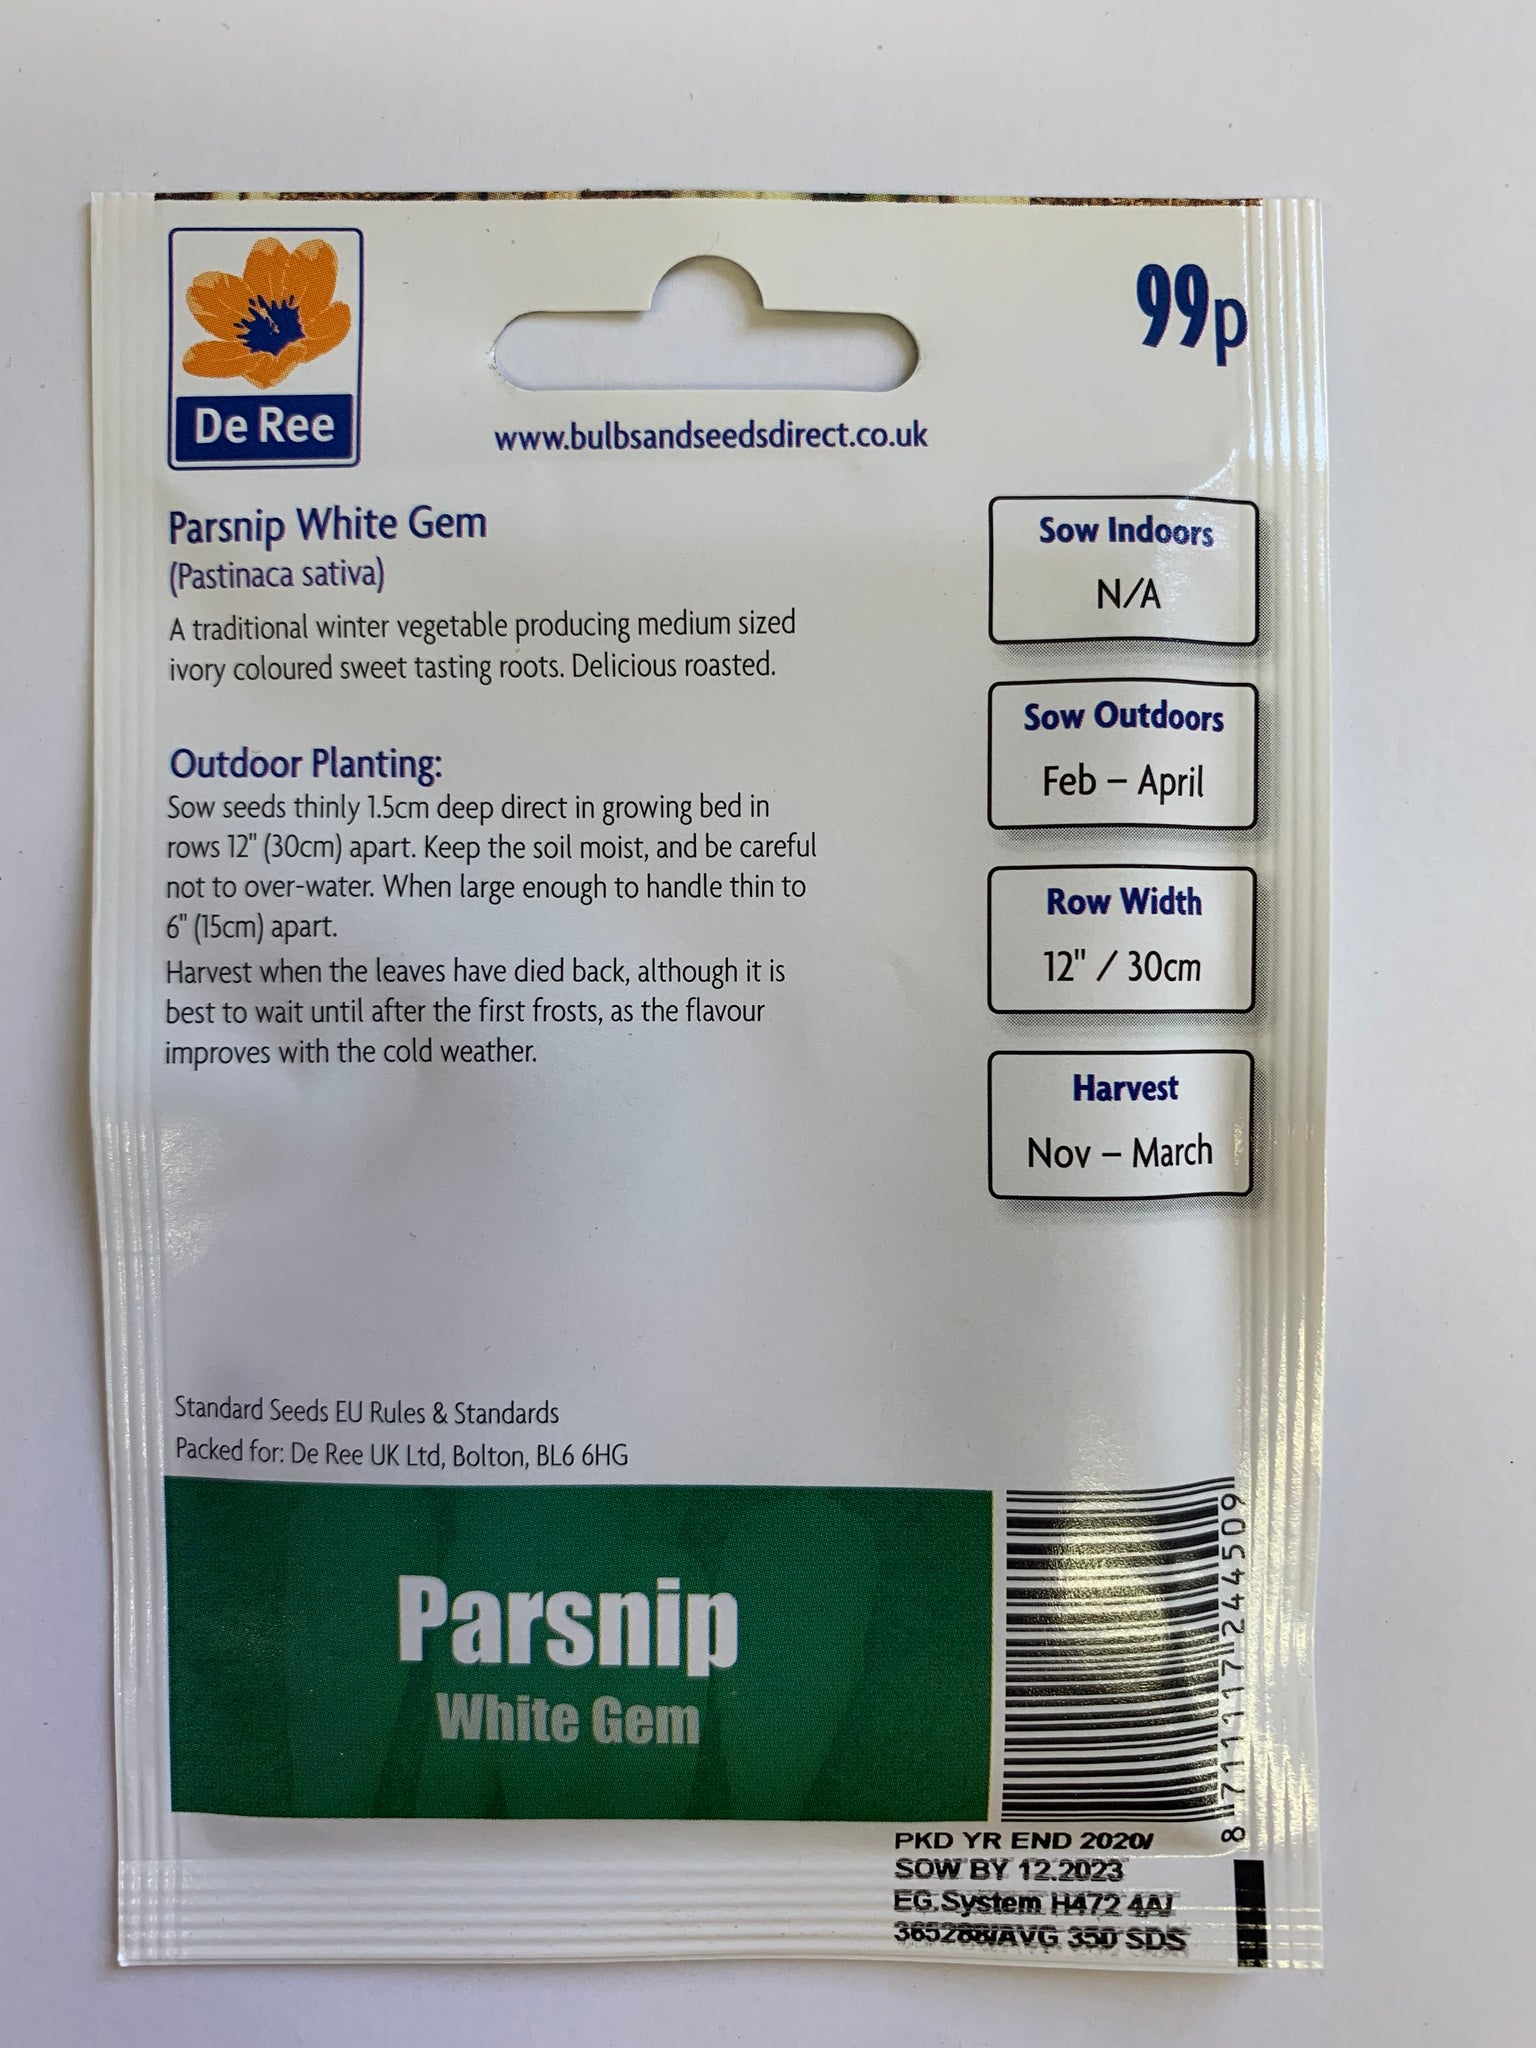 De Ree
99p
www.bulbsandseedsdirect.co.uk
Parsnip White Gem
(Pastinaca sativa)
A traditional winter vegetable producing medium sized
ivory coloured sweet tasting roots. Delicious roasted.
Outdoor Planting:
Sow seeds thinly 1.5cm deep direct in growing bed in
rows 12" (30cm) apart. Keep the soil moist, and be careful
not to over-water. When large enough to handle thin to
6" (15cm) apart.
Harvest when the leaves have died back, although it is
best to wait until after the first frosts, as the flavour
improves with the cold weather.
Sow Indoors
N/A
Sow Outdoors
Feb – April
Row Width
12" / 30cm
Harvest
Nov – March
Standard Seeds EU Rules & Standards
Packed for: De Ree UK Ltd, Bolton, BL6 6HG
Parsnip
White Gem
8 711117 244509
PKD YR END 2020/
SOW BY 12.2023
EG.System H472
AVG 350 SDS